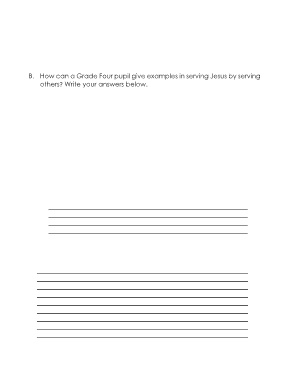 B. How can a Grade Four pupil give examples in serving Jesus by serving
others? Write your answers below.